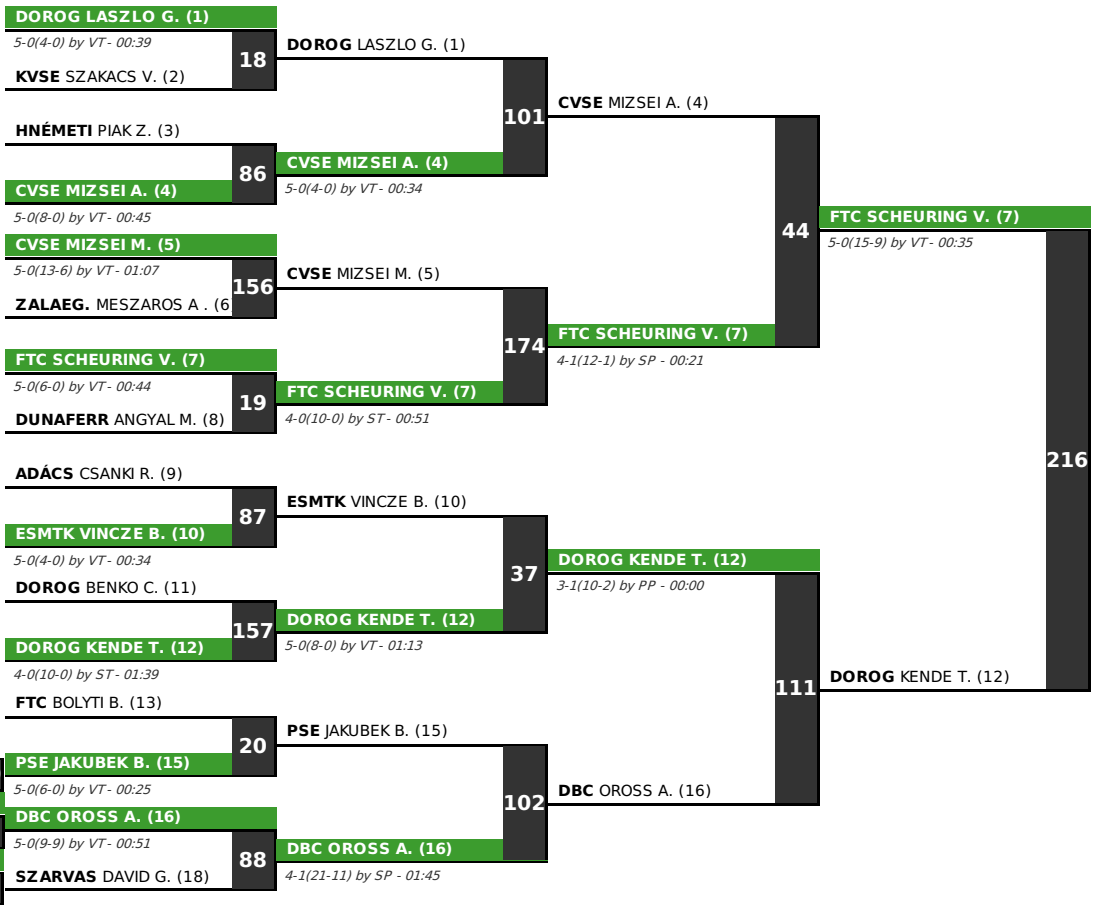 DOROG LASZLO G. (1)
5-0(4-0) by VT - 00:39
KVSE SZAKACS V. (2)
18
HNÉMETI PIAK Z. (3)
86
CVSE MIZSEI A. (4)
5-0(8-0) by VT - 00:45
CVSE MIZSEI M. (5)
5-0(13-6) by VT - 01:07
ZALAEG. MESZAROS A . (6
156
FTC SCHEURING V. (7)
5-0(6-0) by VT - 00:44
DUNAFERR ANGYAL M. (8)
19
ADÁCS CSANKI R. (9)
87
ESMTK VINCZE B. (10)
5-0(4-0) by VT - 00:34
DOROG BENKO C. (11)
157
DOROG KENDE T. (12)
4-0(10-0) by ST - 01:39
FTC BOLYTI B. (13)
20
PSE JAKUBEK B. (15)
5-0(6-0) by VT - 00:25
DBC OROSS A. (16)
5-0(9-9) by VT - 00:51
SZARVAS DAVID G. (18)
88
DOROG LASZLO G. (1)
101
CVSE MIZSEI A. (4)
5-0(4-0) by VT - 00:34
CVSE MIZSEI M. (5)
174
FTC SCHEURING V. (7)
4-0(10-0) by ST - 00:51
ESMTK VINCZE B. (10)
37
DOROG KENDE T. (12)
5-0(8-0) by VT - 01:13
PSE JAKUBEK B. (15)
102
DBC OROSS A. (16)
4-1(21-11) by SP - 01:45
CVSE MIZSEI A. (4)
44
FTC SCHEURING V. (7)
4-1(12-1) by SP - 00:21
DOROG KENDE T. (12)
3-1(10-2) by PP - 00:00
111
DBC OROSS A. (16)
FTC SCHEURING V. (7)
5-0(15-9) by VT - 00:35
216
DOROG KENDE T. (12)